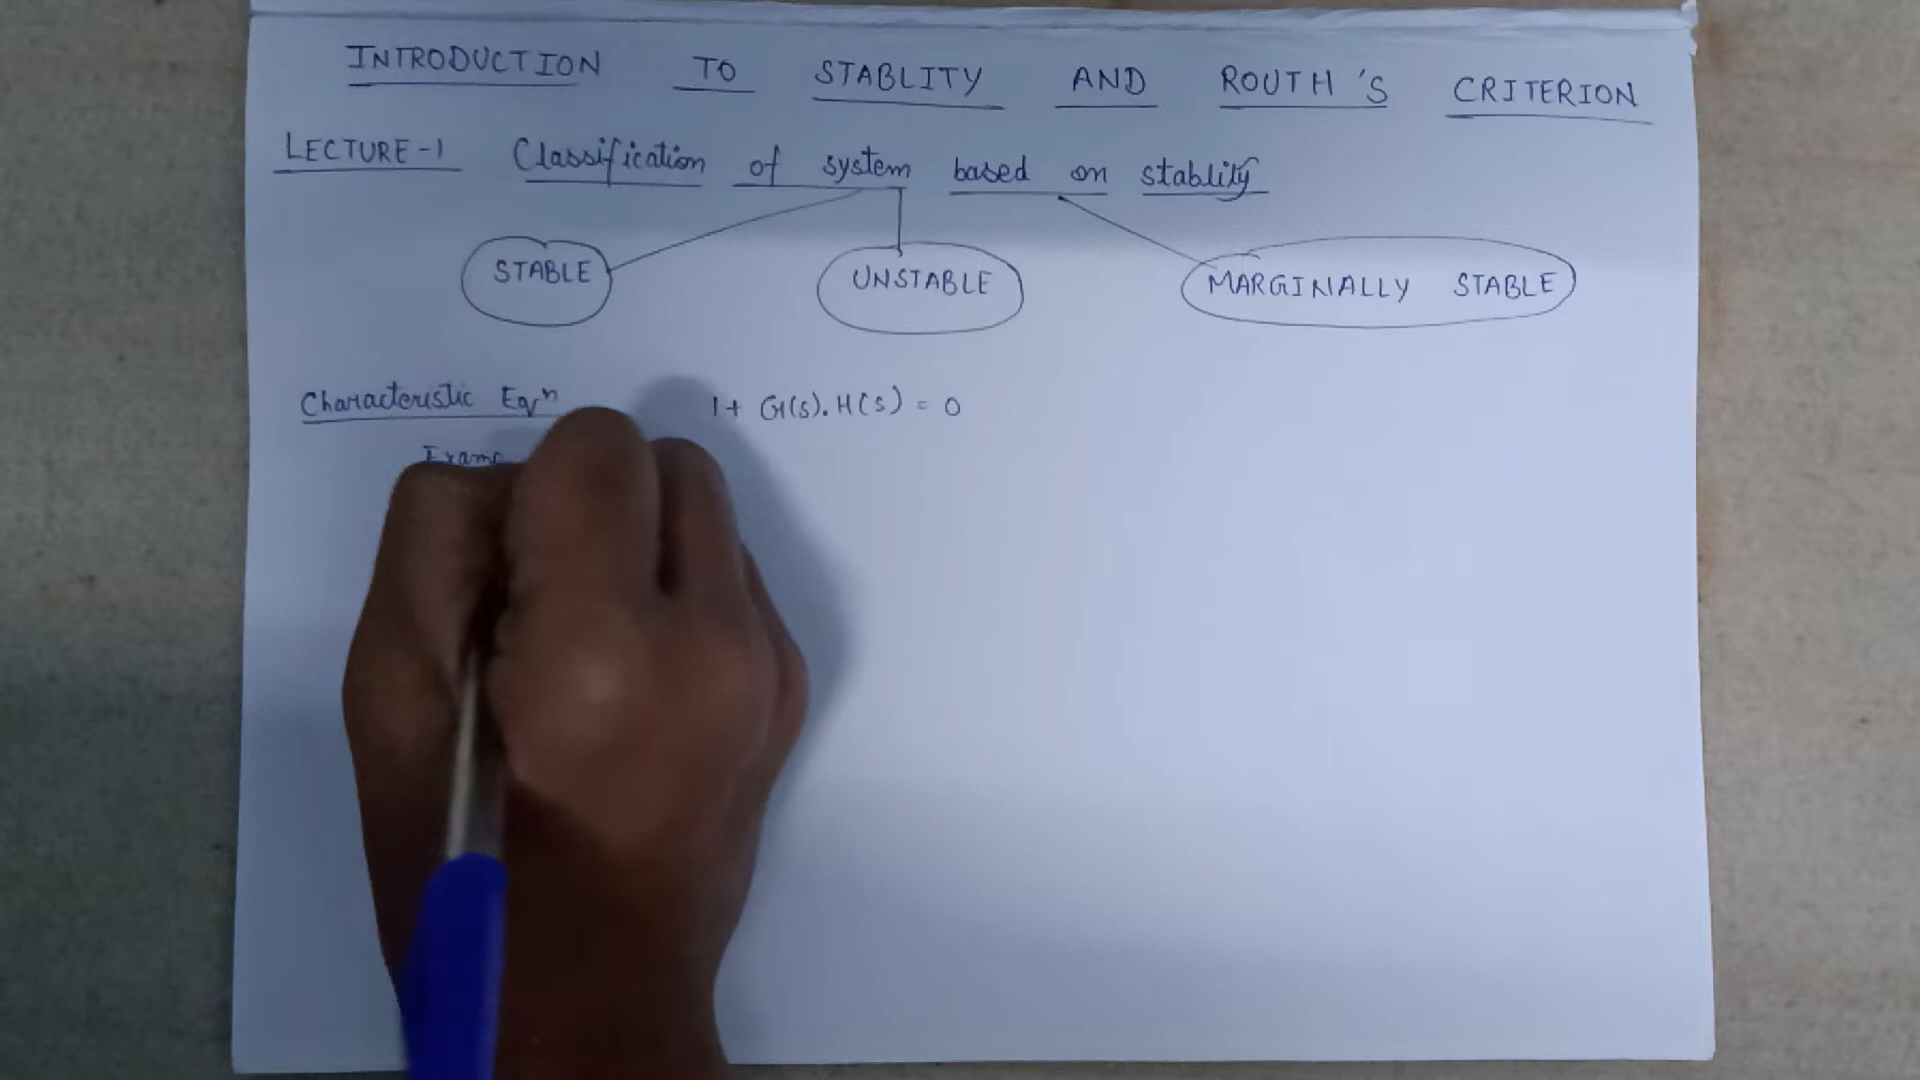 INTRODUCTION TO STABLITY AND ROUTH'S CRITERION
LECTURE-1 Classification of system based on stablity
STABLE UNSTABLE MARGINALLY STABLE
Characteristic Eqⁿ 1+ G(s).H(s) = 0
Examp